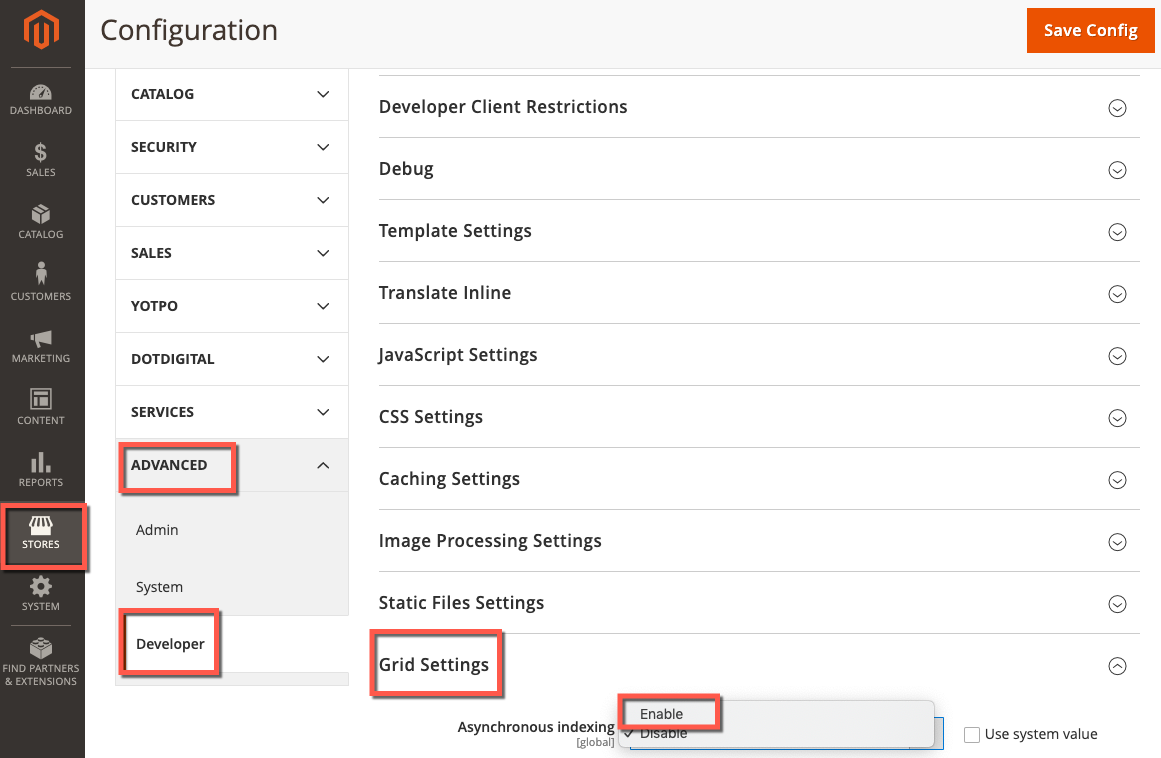 Configuration
Save Config
DASHBOARD
SALES
CATALOG
CUSTOMERS
MARKETING
CONTENT
REPORTS
STORES
SYSTEM
FIND PARTNERS
& EXTENSIONS
CATALOG
SECURITY
CUSTOMERS
SALES
YOTPO
DOTDIGITAL
SERVICES
ADVANCED
Admin
System
Developer
Developer Client Restrictions
Debug
Template Settings
Translate Inline
JavaScript Settings
CSS Settings
Caching Settings
Image Processing Settings
Static Files Settings
Grid Settings
Asynchronous indexing
[global]
Enable
Disable
Use system value